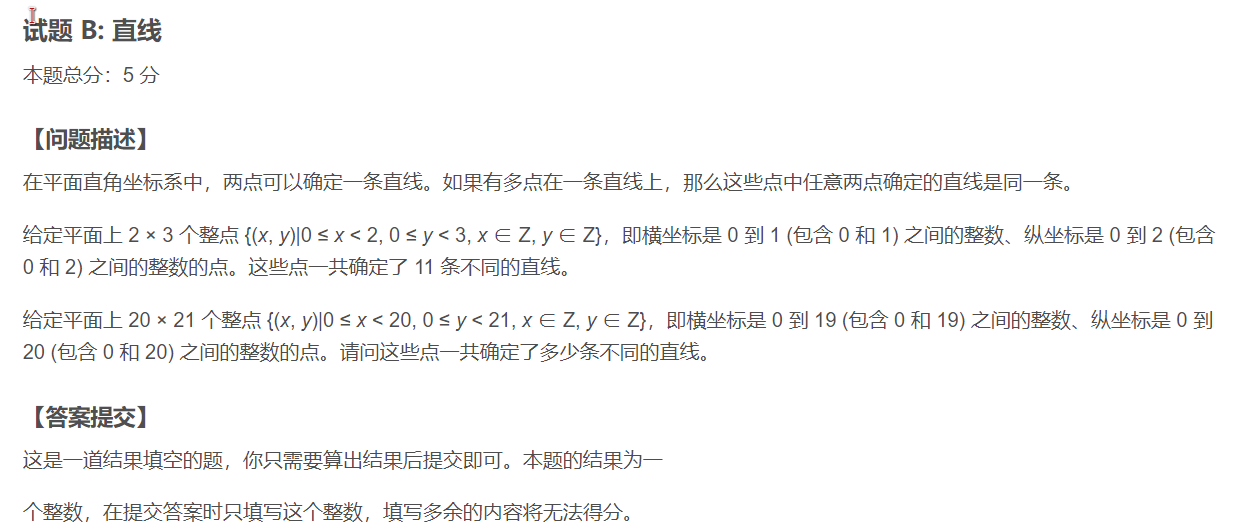 试题 B: 直线
本题总分：5 分
【问题描述】
在平面直角坐标系中，两点可以确定一条直线。如果有多点在一条直线上，那么这些点中任意两点确定的直线是同一条。
给定平面上 2 × 3 个整点 {(x, y)|0 ≤ x < 2, 0 ≤ y < 3, x ∈ Z, y ∈ Z}，即横坐标是 0 到 1 (包含 0 和 1) 之间的整数、纵坐标是 0 到 2 (包含
0 和 2) 之间的整数的点。这些点一共确定了 11 条不同的直线。
给定平面上 20 × 21 个整点 {(x, y)|0 ≤ x < 20, 0 ≤ y < 21, x ∈ Z, y ∈ Z}，即横坐标是 0 到 19 (包含 0 和 19) 之间的整数、纵坐标是 0 到
20 (包含 0 和 20) 之间的整数的点。请问这些点一共确定了多少条不同的直线。
【答案提交】
这是一道结果填空的题，你只需要算出结果后提交即可。本题的结果为一
个整数，在提交答案时只填写这个整数，填写多余的内容将无法得分。